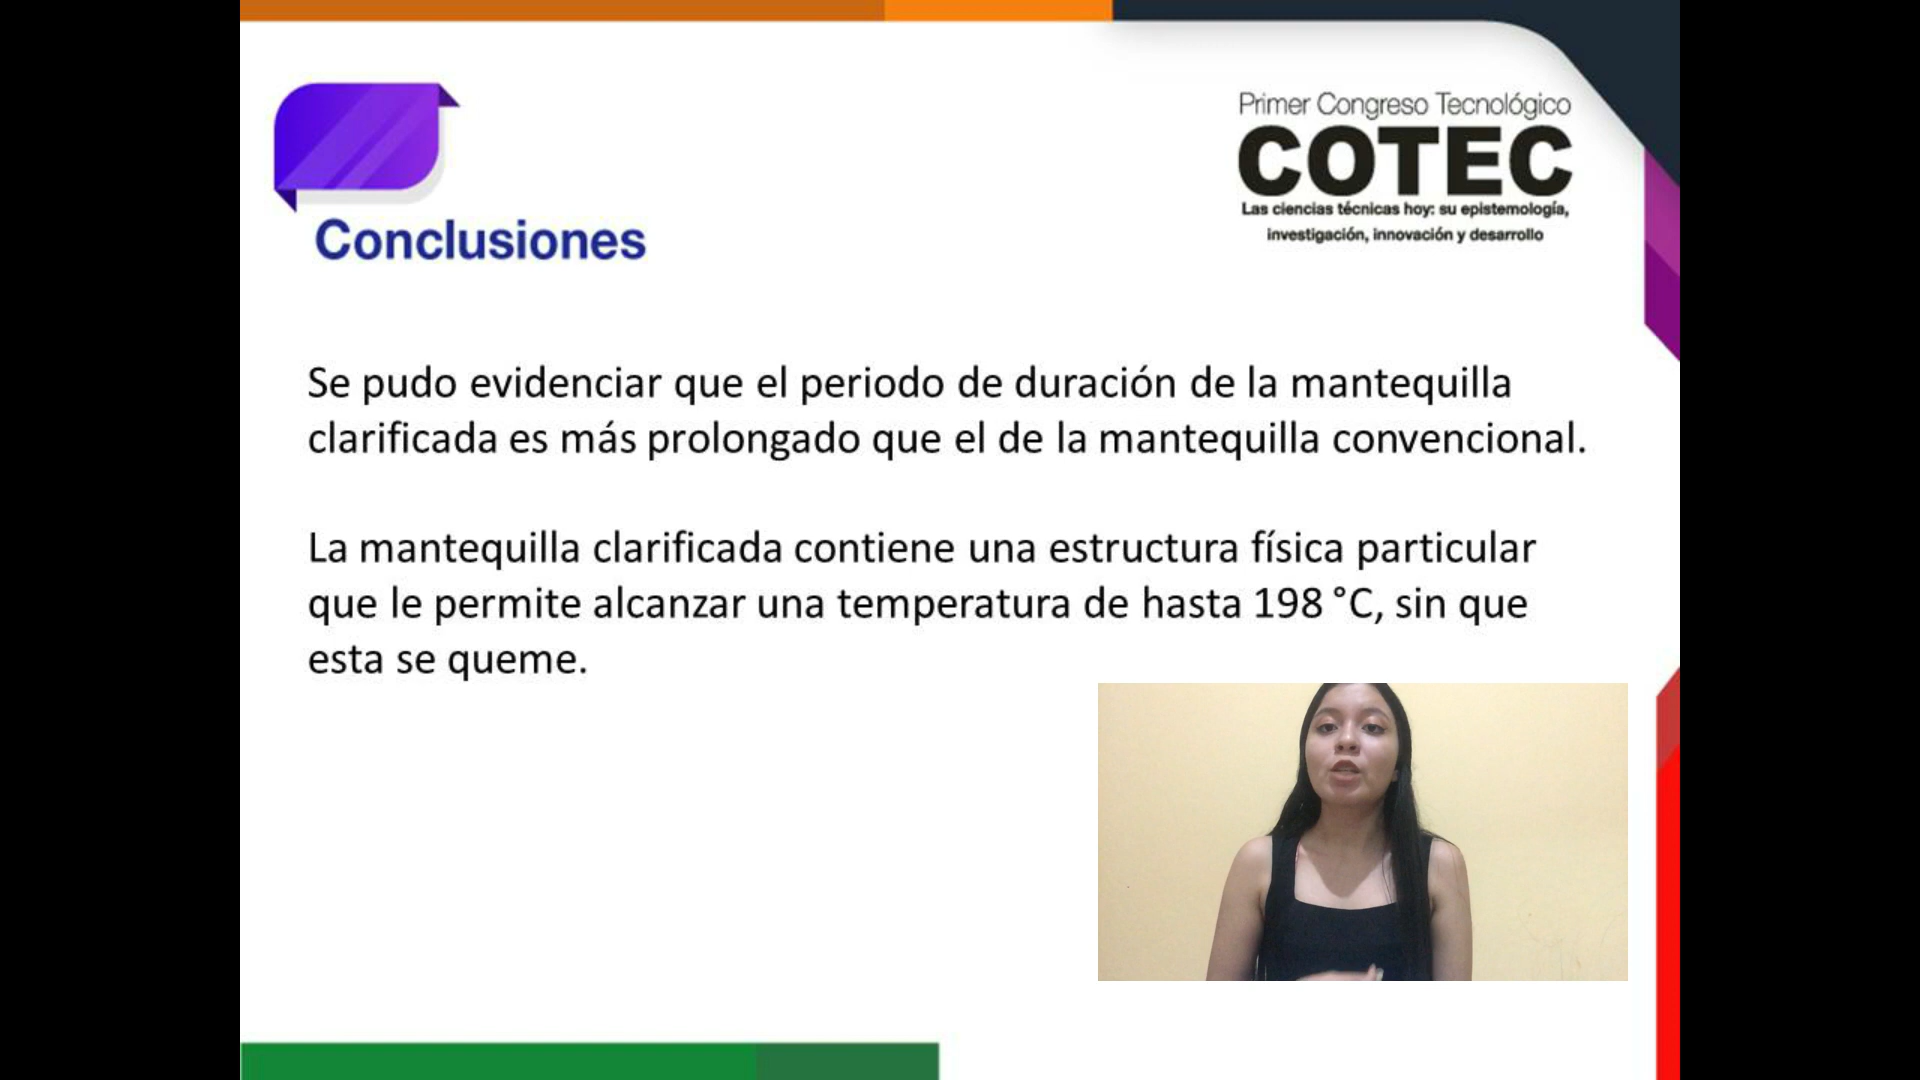 Primer Congreso Tecnológico
COTEC
Las ciencias técnicas hoy: su epistemología,
investigación, innovación y desarrollo
Conclusiones
Se pudo evidenciar que el periodo de duración de la mantequilla
clarificada es más prolongado que el de la mantequilla convencional.
La mantequilla clarificada contiene una estructura física particular
que le permite alcanzar una temperatura de hasta 198 °C, sin que
esta se queme.